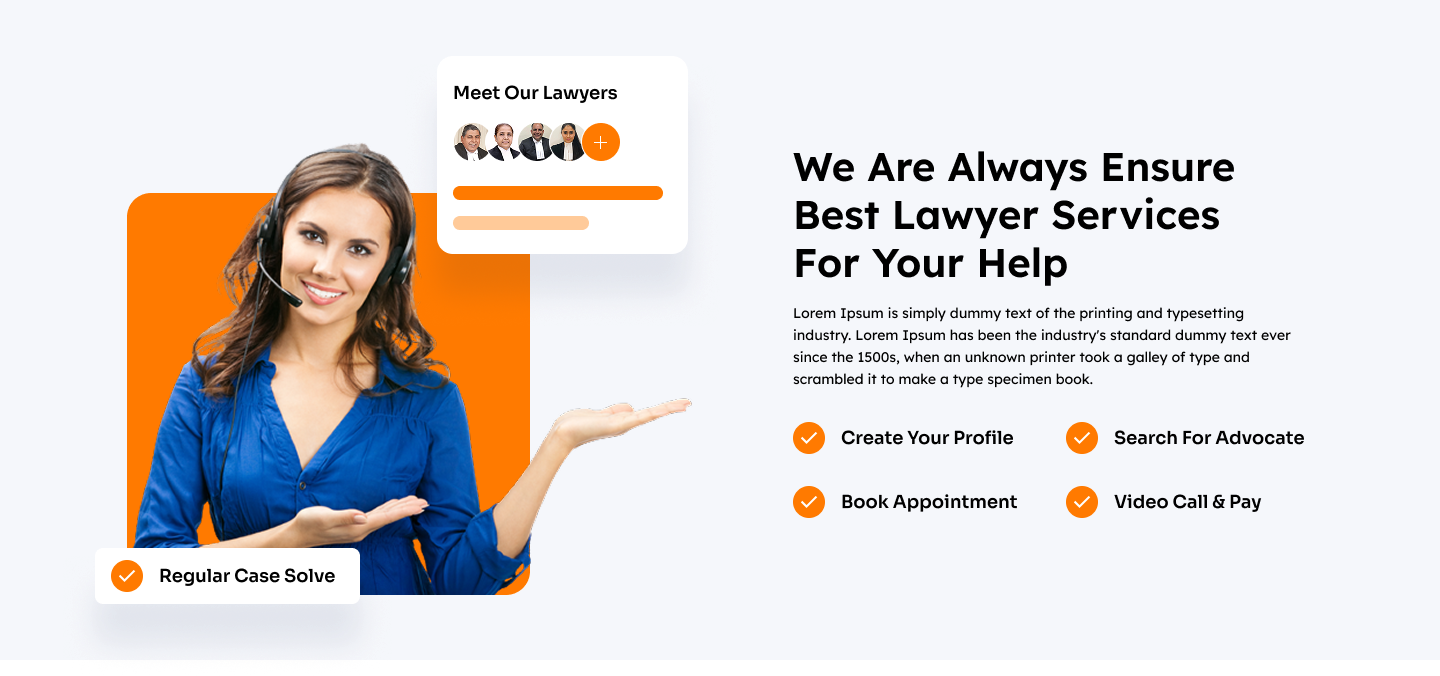 Meet Our Lawyers
We Are Always Ensure
Best Lawyer Services
For Your Help
Lorem Ipsum is simply dummy text of the printing and typesetting
industry. Lorem Ipsum has been the industry's standard dummy text ever
since the 1500s, when an unknown printer took a galley of type and
scrambled it to make a type specimen book.
Create Your Profile
Search For Advocate
Book Appointment
Video Call & Pay
Regular Case Solve